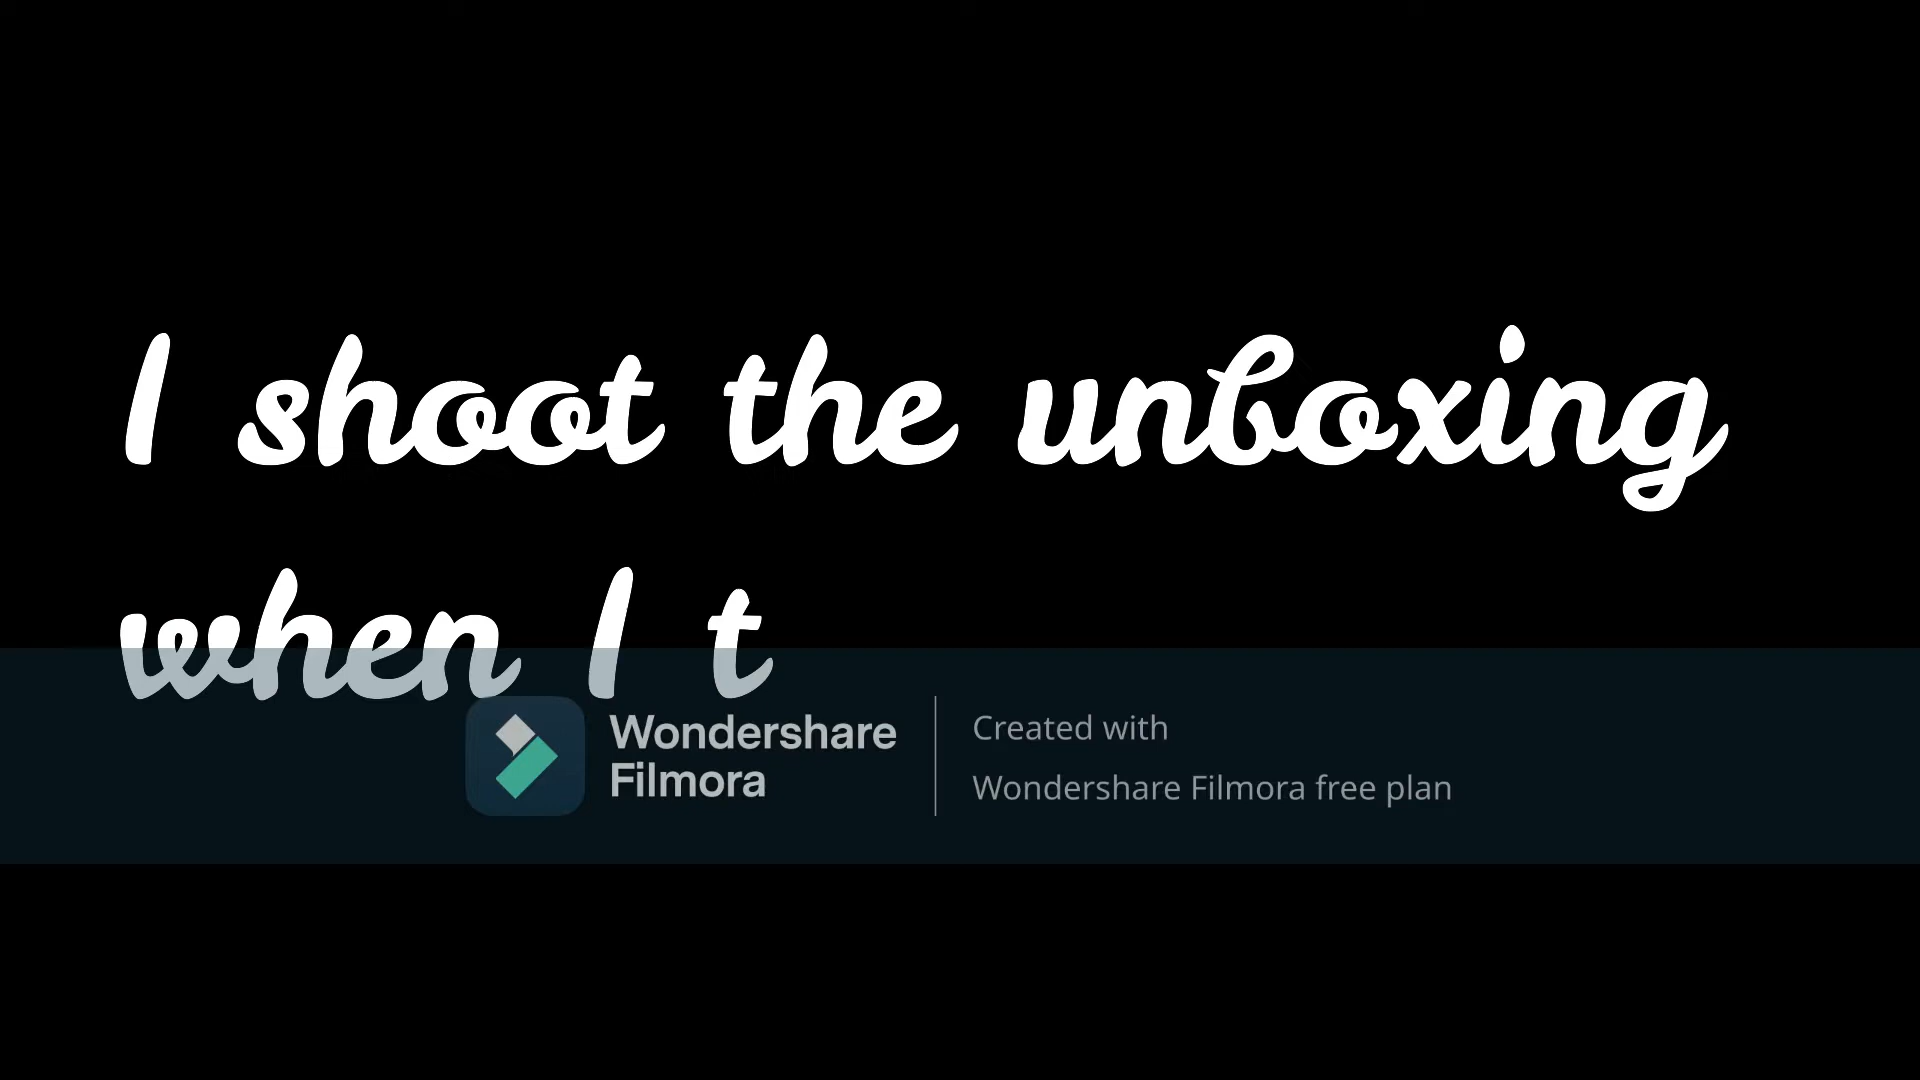 I shoot the unboxing
when I t
Wondershare
Filmora
Created with
Wondershare Filmora free plan